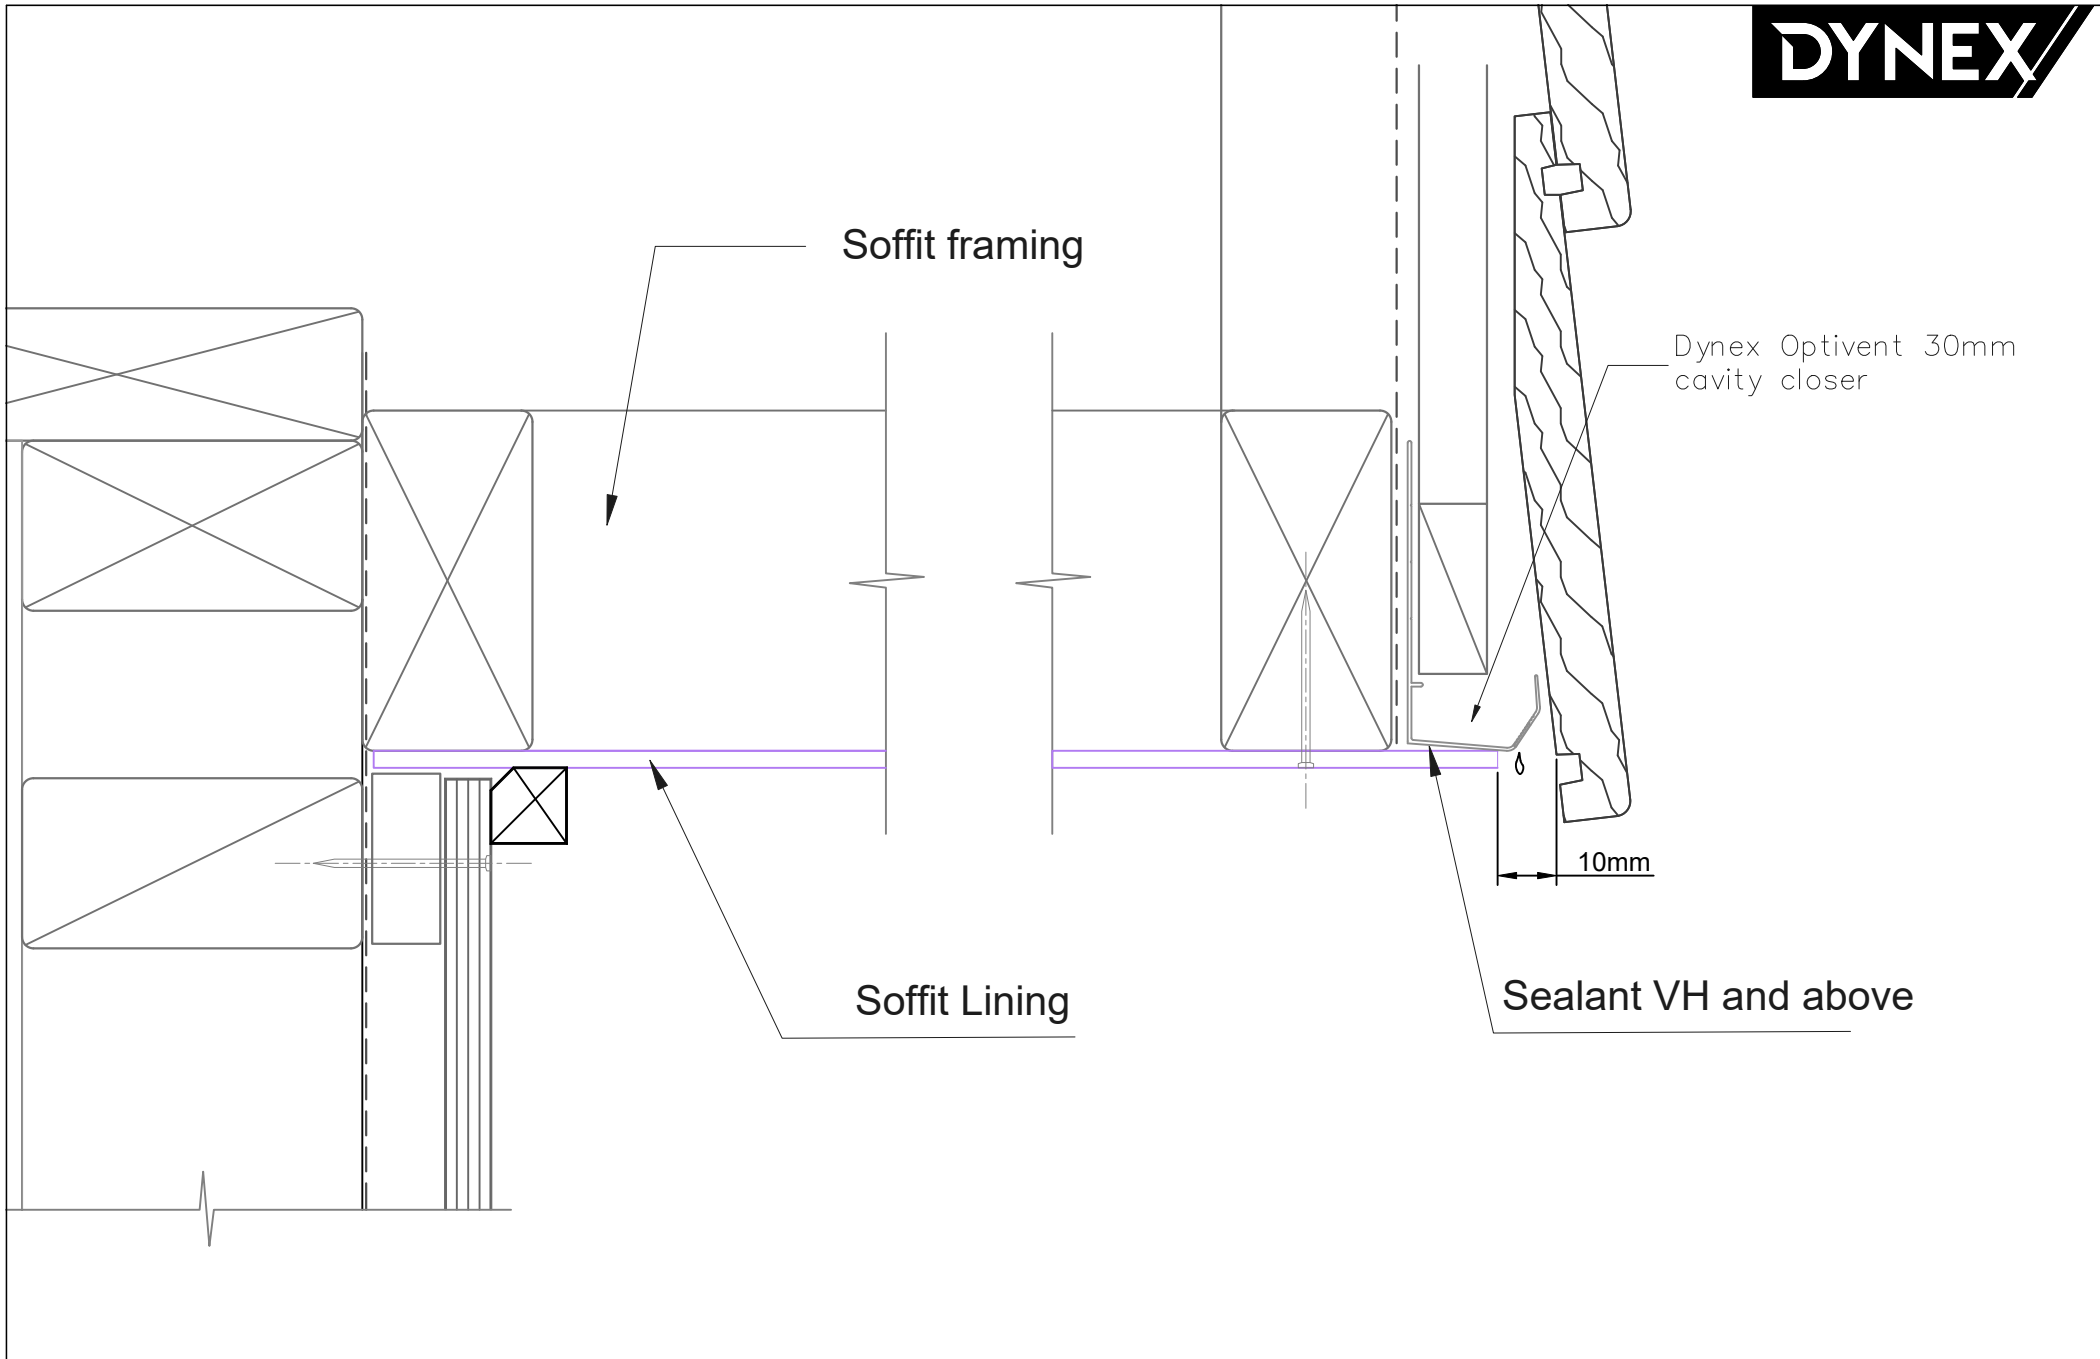 DYNEX
Soffit framing
Dynex Optivent 30mm
cavity closer
10mm
Soffit Lining
Sealant VH and above